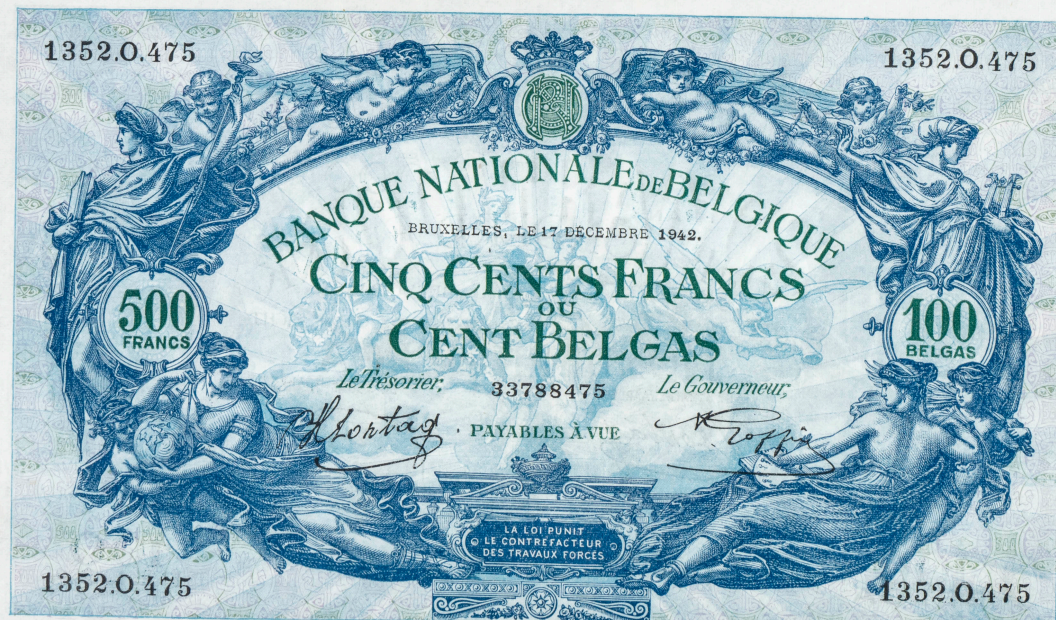 1352.O.475 1352.O.475
BANQUE NATIONALE DE BELGIQUE
BRUXELLES, LE 17 DÉCEMBRE 1942.
CINQ CENTS FRANCS
OU
CENT BELGAS
500
FRANCS
100
BELGAS
Le Trésorier, 33788475 Le Gouverneur,
PAYABLES À VUE
LA LOI PUNIT
LE CONTREFACTEUR
DES TRAVAUX FORCÉS
1352.O.475 1352.O.475